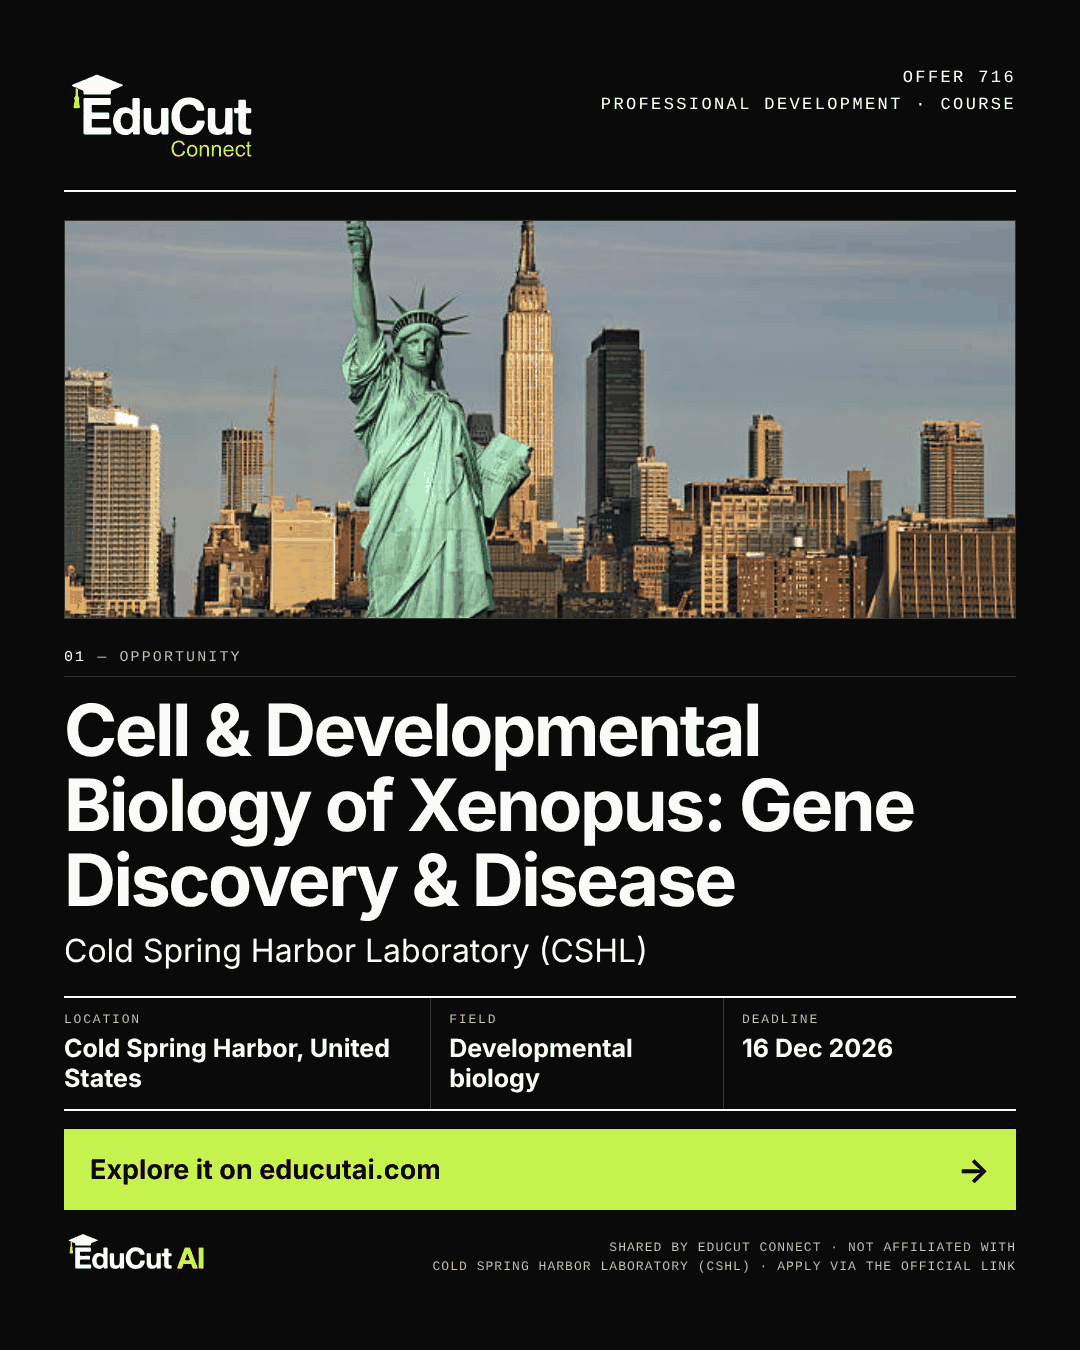 EduCut
Connect
OFFER 716
PROFESSIONAL DEVELOPMENT · COURSE
01 — OPPORTUNITY
Cell & Developmental
Biology of Xenopus: Gene
Discovery & Disease
Cold Spring Harbor Laboratory (CSHL)
LOCATION
Cold Spring Harbor, United
States
FIELD
Developmental
biology
DEADLINE
16 Dec 2026
Explore it on educutai.com →
EduCut AI
SHARED BY EDUCUT CONNECT · NOT AFFILIATED WITH
COLD SPRING HARBOR LABORATORY (CSHL) · APPLY VIA THE OFFICIAL LINK